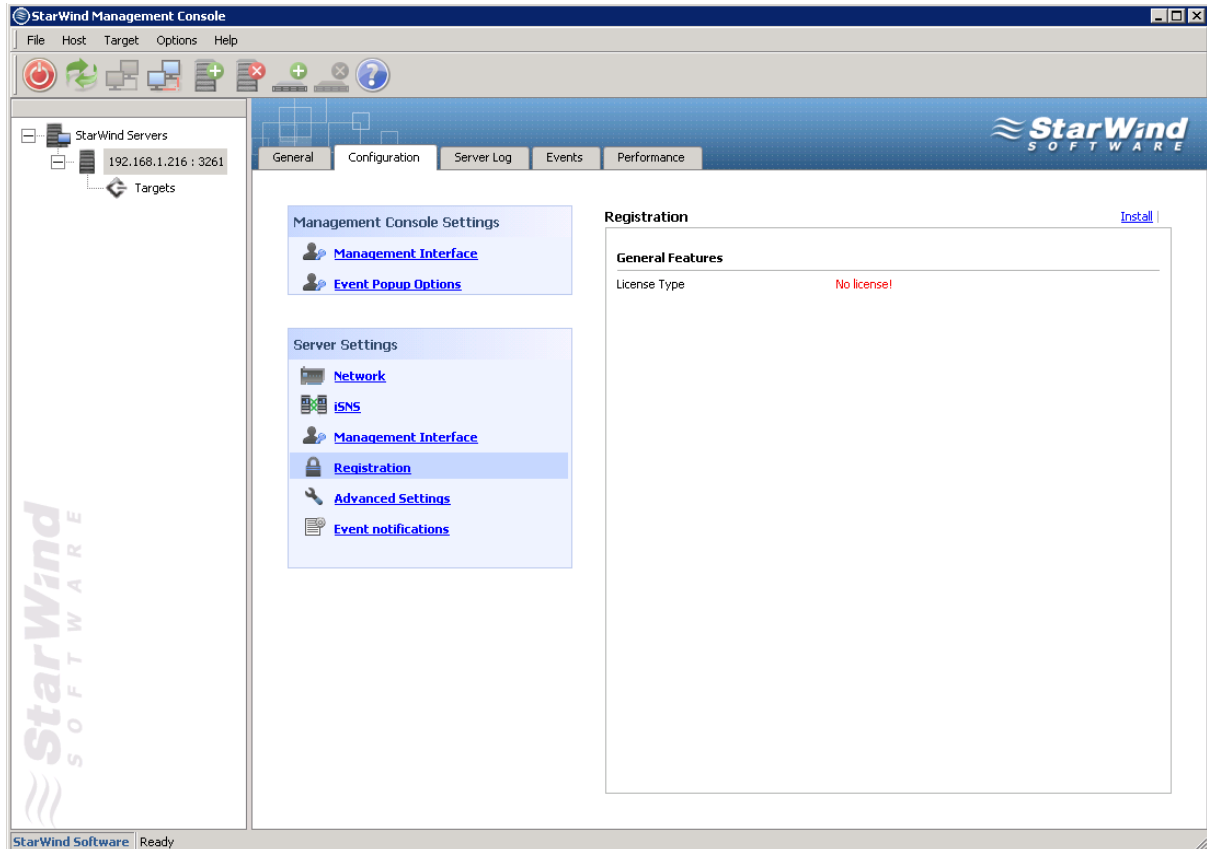 StarWind Management Console
File Host Target Options Help
StarWind Servers
192.168.1.216 : 3261
Targets
StarWind
SOFTWARE
General Configuration Server Log Events Performance
Management Console Settings
Management Interface
Event Popup Options
Server Settings
Network
iSNS
Management Interface
Registration
Advanced Settings
Event notifications
Registration Install |
General Features
License Type No license!
StarWind
SOFTWARE
StarWind Software Ready